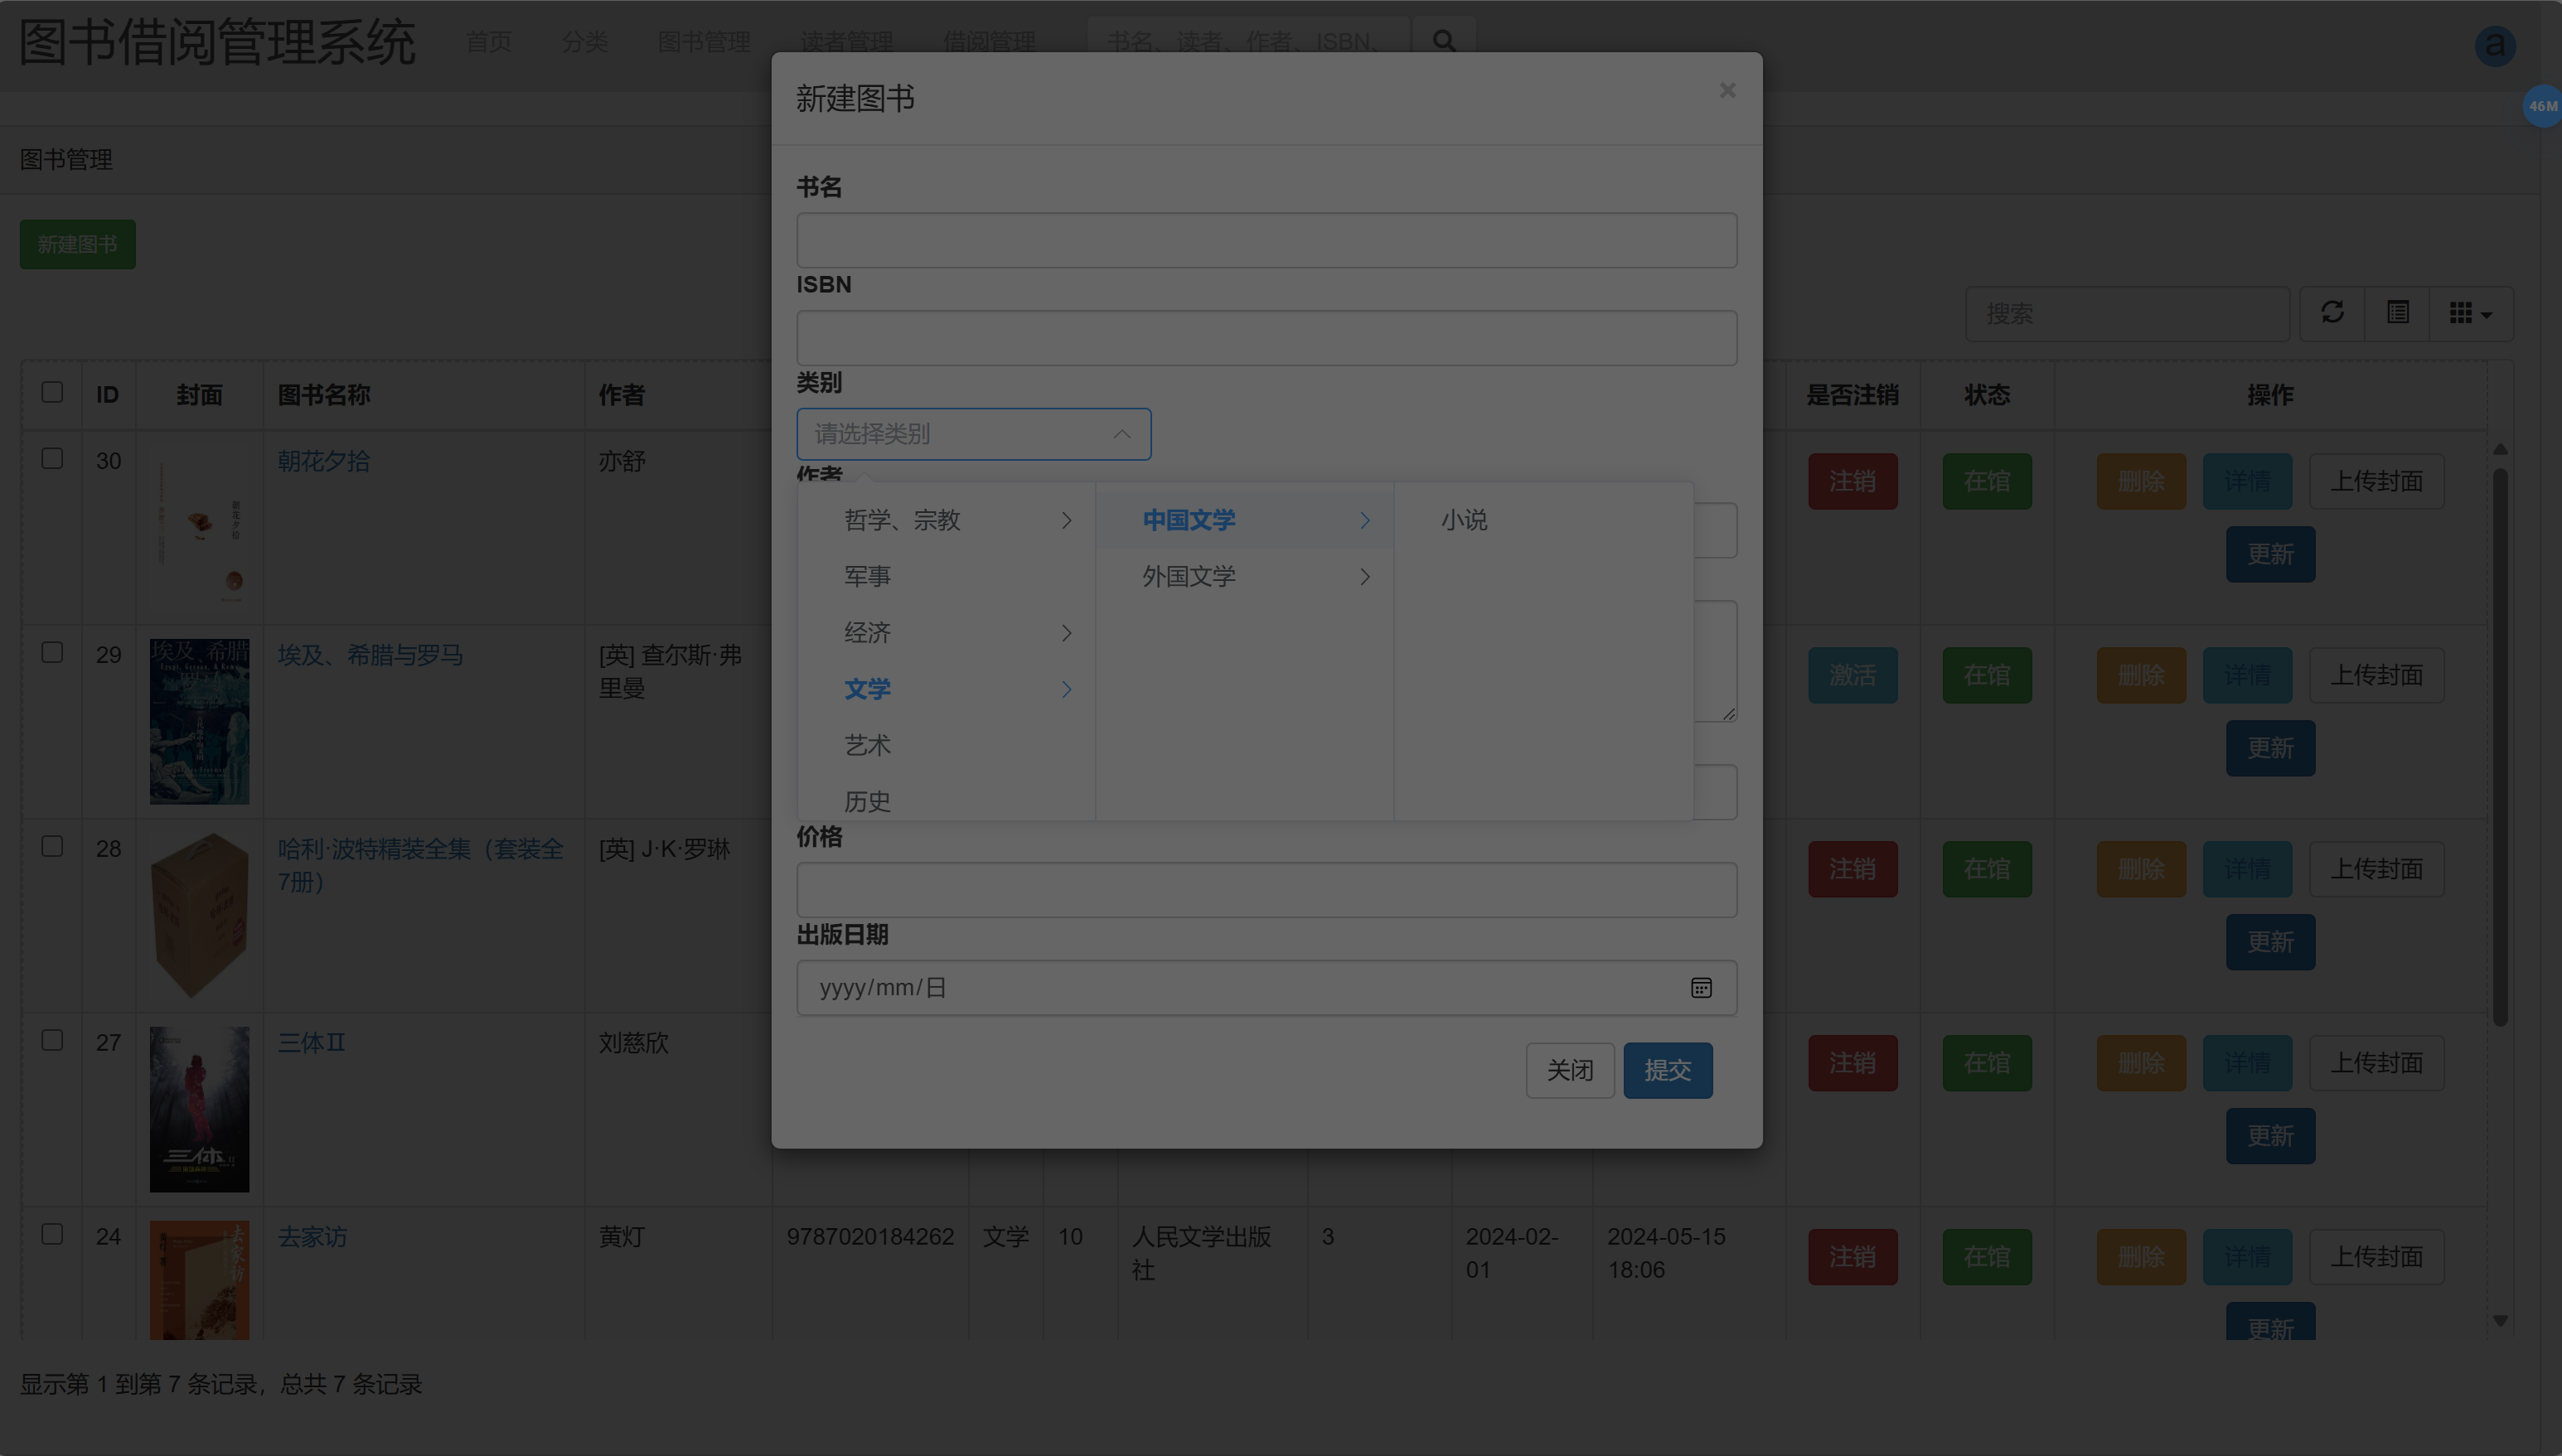 图书借阅管理系统 首页 分类 图书管理 读者管理 借阅管理 书名、读者、作者、ISBN、 a
46M
图书管理
新建图书
搜索
ID 封面 图书名称 作者 是否注销 状态 操作
30 朝花夕拾 亦舒 注销 在馆 删除 详情 上传封面
更新
朝花夕拾
29 埃及、希腊与罗马 [英] 查尔斯·弗 激活 在馆 删除 详情 上传封面
里曼
更新
埃及、希腊
28 哈利·波特精装全集（套装全 [英] J·K·罗琳 注销 在馆 删除 详情 上传封面
7册）
更新
27 三体Ⅱ 刘慈欣 注销 在馆 删除 详情 上传封面
更新
三体
24 去家访 黄灯 9787020184262 文学 10 人民文学出版 3 2024-02- 2024-05-15 注销 在馆 删除 详情 上传封面
社 01 18:06
更新
去家访
显示第 1 到第 7 条记录，总共 7 条记录
新建图书 ×
书名
ISBN
类别
请选择类别
作者
哲学、宗教 中国文学 小说
军事 外国文学
经济
文学
艺术
历史
价格
出版日期
yyyy/mm/日
关闭 提交